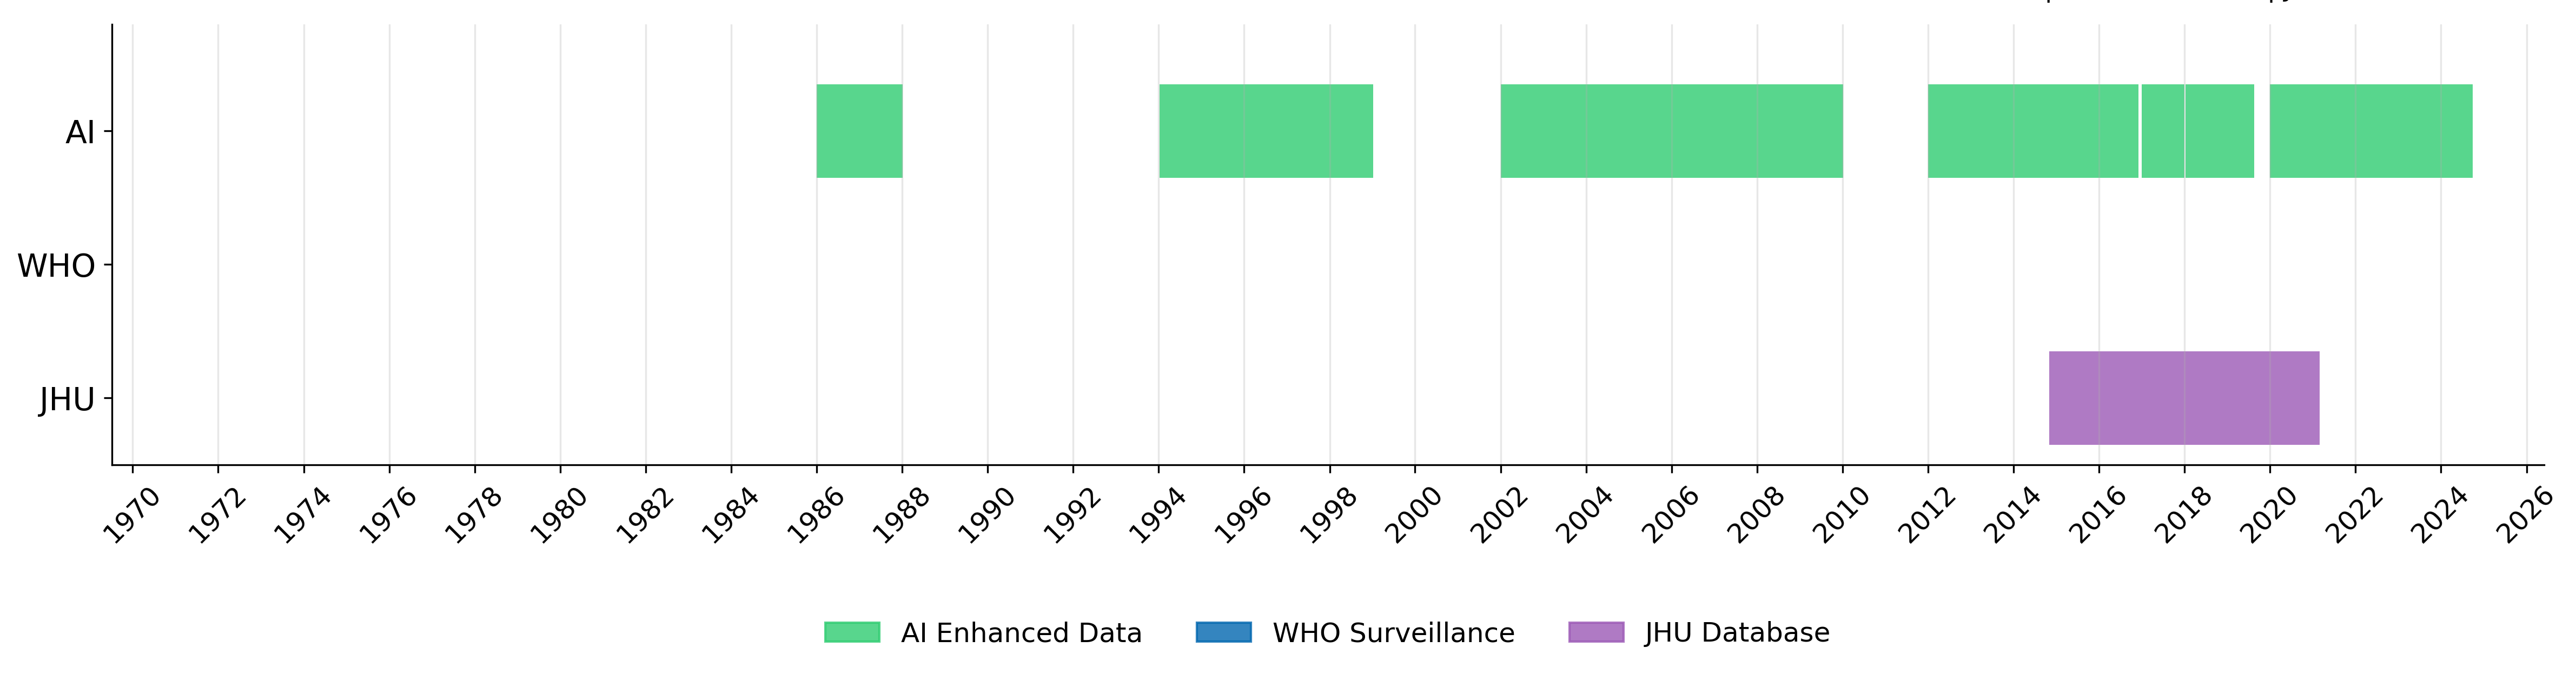 AI
WHO
JHU
1970 1972 1974 1976 1978 1980 1982 1984 1986 1988 1990 1992 1994 1996 1998 2000 2002 2004 2006 2008 2010 2012 2014 2016 2018 2020 2022 2024 2026
AI Enhanced Data WHO Surveillance JHU Database